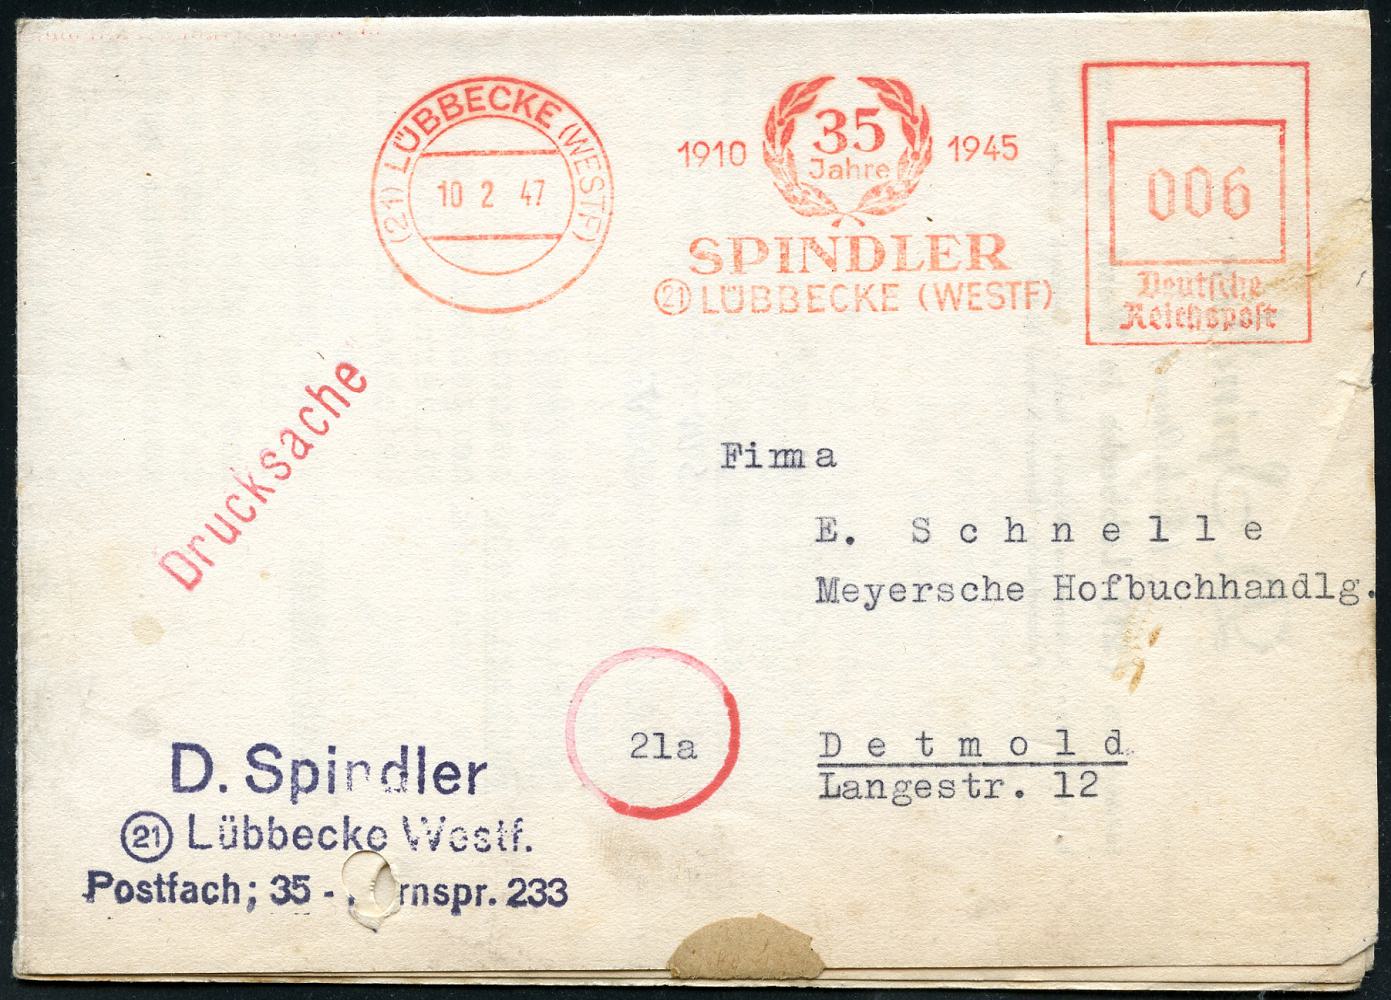 (21) LÜBBECKE (WESTF)
10 2 47
1910 35 Jahre 1945
SPINDLER
(21) LÜBBECKE (WESTF)
006
Deutsche
Reichspost
Drucksache
Firma
E. Schnelle
Meyersche Hofbuchhandlg.
21a
Detmold
Langestr. 12
D. Spindler
(21) Lübbecke Westf.
Postfach; 35 - rnspr. 233